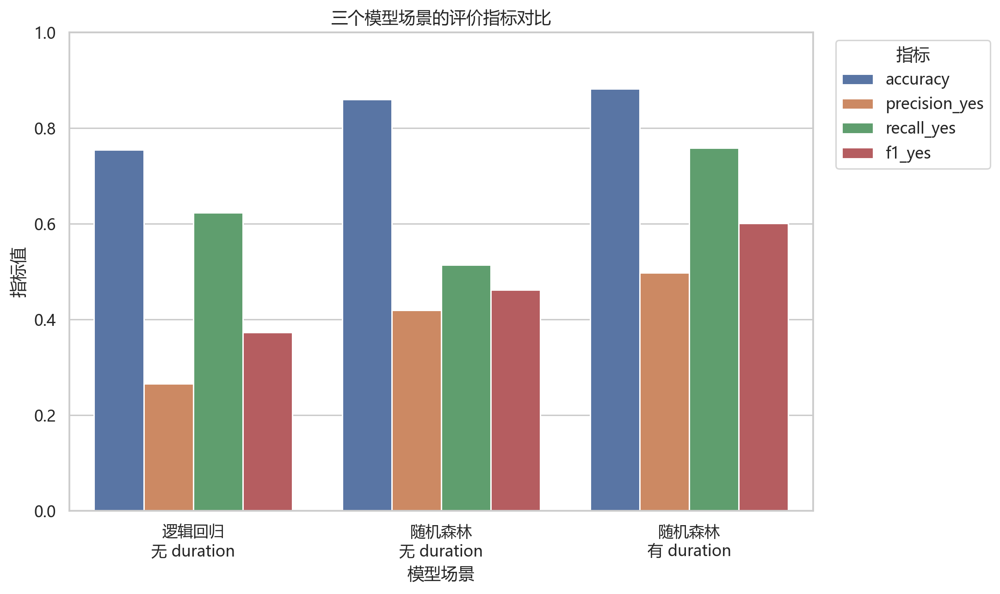 三个模型场景的评价指标对比
1.0
0.8
0.6
0.4
0.2
0.0
指标值
逻辑回归
无 duration
随机森林
无 duration
随机森林
有 duration
模型场景
指标
accuracy
precision_yes
recall_yes
f1_yes